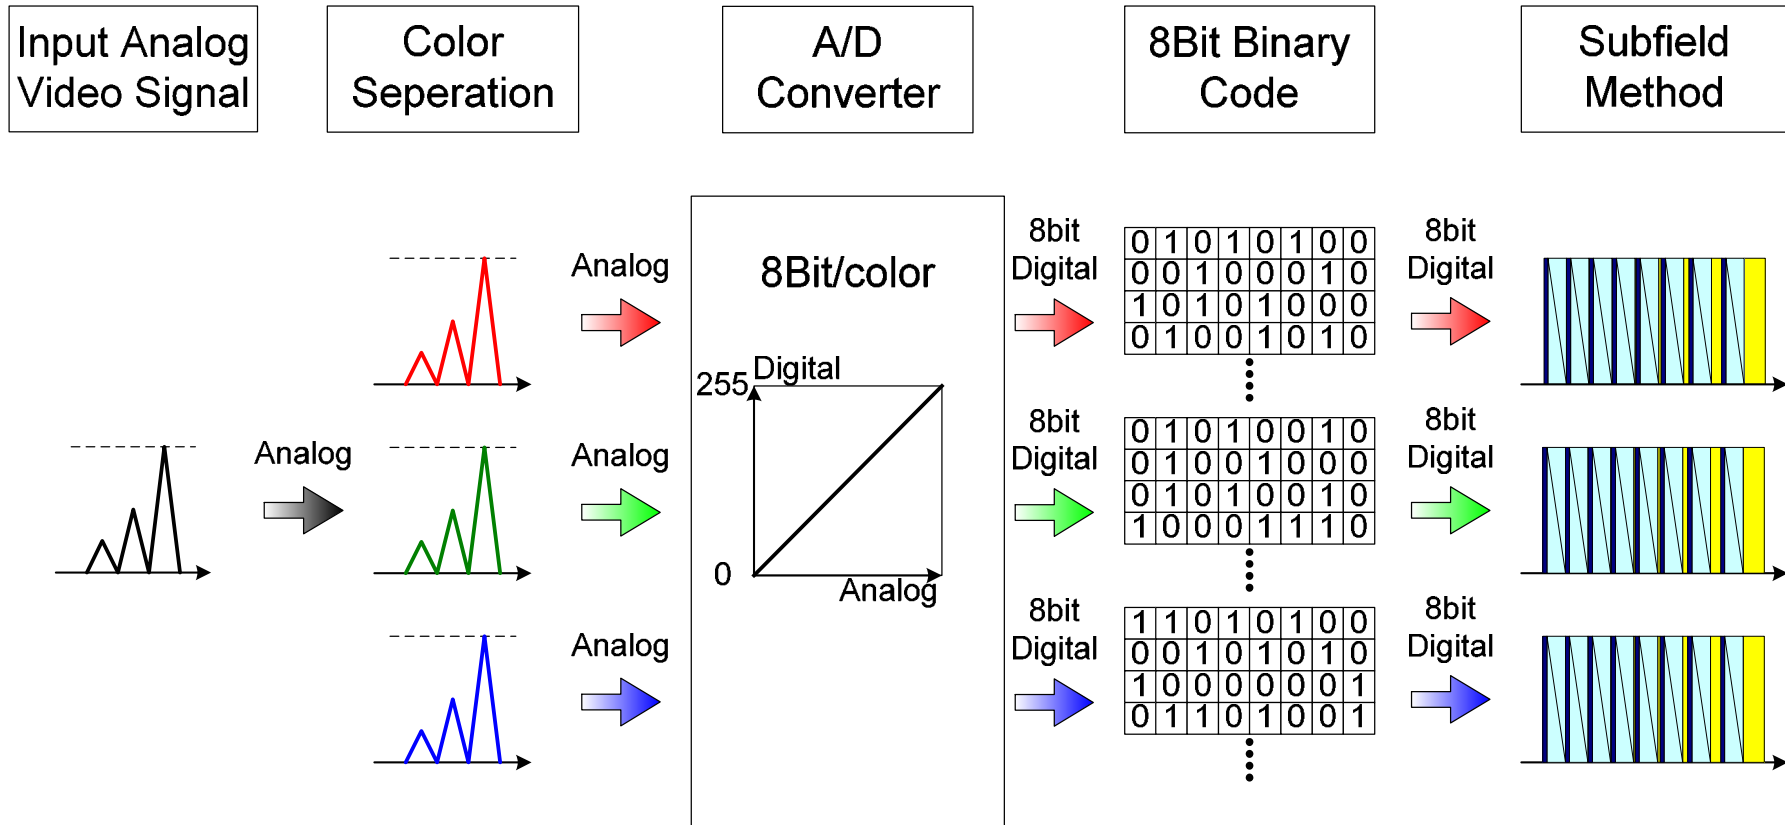 Input Analog
Video Signal
Color
Seperation
A/D
Converter
8Bit Binary
Code
Subfield
Method
Analog
8Bit/color
8bit
Digital
0 1 0 1 0 1 0 0
0 0 1 0 0 0 1 0
1 0 1 0 1 0 0 0
0 1 0 0 1 0 1 0
8bit
Digital
255
Digital
0
Analog
Analog
Analog
8bit
Digital
0 1 0 1 0 0 1 0
0 1 0 0 1 0 0 0
0 1 0 1 0 0 1 0
1 0 0 0 1 1 1 0
8bit
Digital
Analog
8bit
Digital
1 1 0 1 0 1 0 0
0 0 1 0 1 0 1 0
1 0 0 0 0 0 0 1
0 1 1 0 1 0 0 1
8bit
Digital